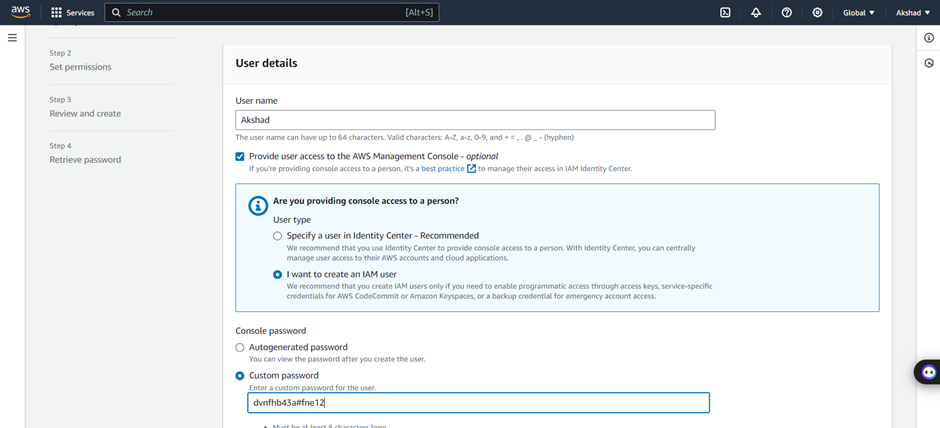 aws Services Search [Alt+S] Global Akshad
Step 2
Set permissions
Step 3
Review and create
Step 4
Retrieve password
User details
User name
Akshad
The user name can have up to 64 characters. Valid characters: A-Z, a-z, 0-9, and + = , . @ _ - (hyphen)
Provide user access to the AWS Management Console - optional
If you're providing console access to a person, it's a best practice to manage their access in IAM Identity Center.
Are you providing console access to a person?
User type
Specify a user in Identity Center - Recommended
We recommend that you use Identity Center to provide console access to a person. With Identity Center, you can centrally
manage user access to their AWS accounts and cloud applications.
I want to create an IAM user
We recommend that you create IAM users only if you need to enable programmatic access through access keys, service-specific
credentials for AWS CodeCommit or Amazon Keyspaces, or a backup credential for emergency account access.
Console password
Autogenerated password
You can view the password after you create the user.
Custom password
Enter a custom password for the user.
dvnfhb43a#fne12
Must be at least 8 characters long